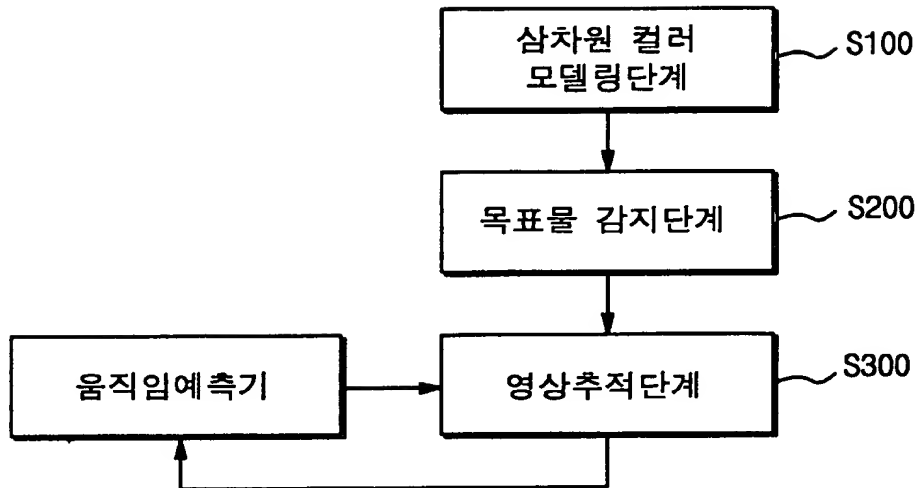 삼차원 컬러
모델링단계
S100
목표물 감지단계
S200
움직임예측기
영상추적단계
S300